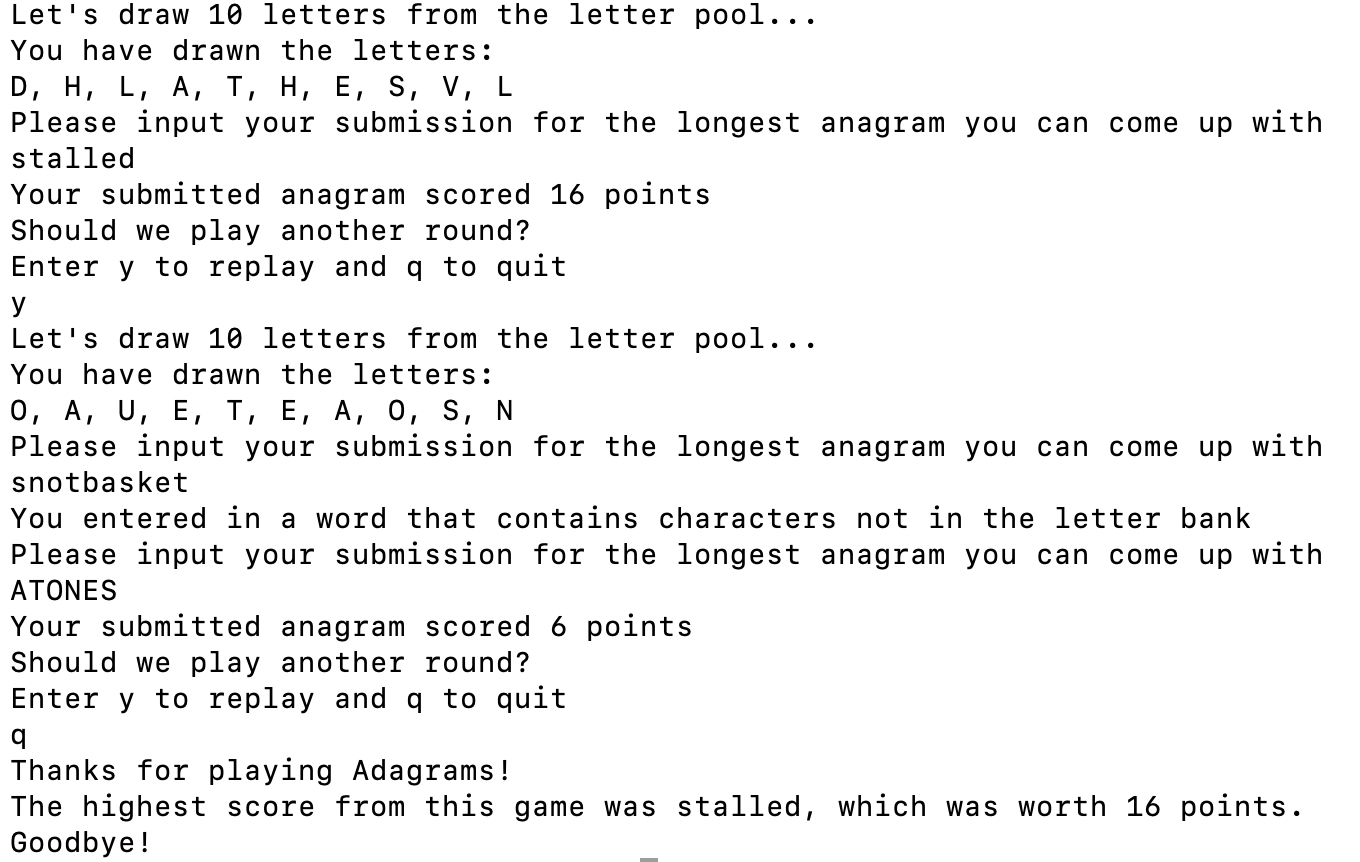 Let's draw 10 letters from the letter pool...
You have drawn the letters:
D, H, L, A, T, H, E, S, V, L
Please input your submission for the longest anagram you can come up with
stalled
Your submitted anagram scored 16 points
Should we play another round?
Enter y to replay and q to quit
y
Let's draw 10 letters from the letter pool...
You have drawn the letters:
O, A, U, E, T, E, A, O, S, N
Please input your submission for the longest anagram you can come up with
snotbasket
You entered in a word that contains characters not in the letter bank
Please input your submission for the longest anagram you can come up with
ATONES
Your submitted anagram scored 6 points
Should we play another round?
Enter y to replay and q to quit
q
Thanks for playing Adagrams!
The highest score from this game was stalled, which was worth 16 points.
Goodbye!